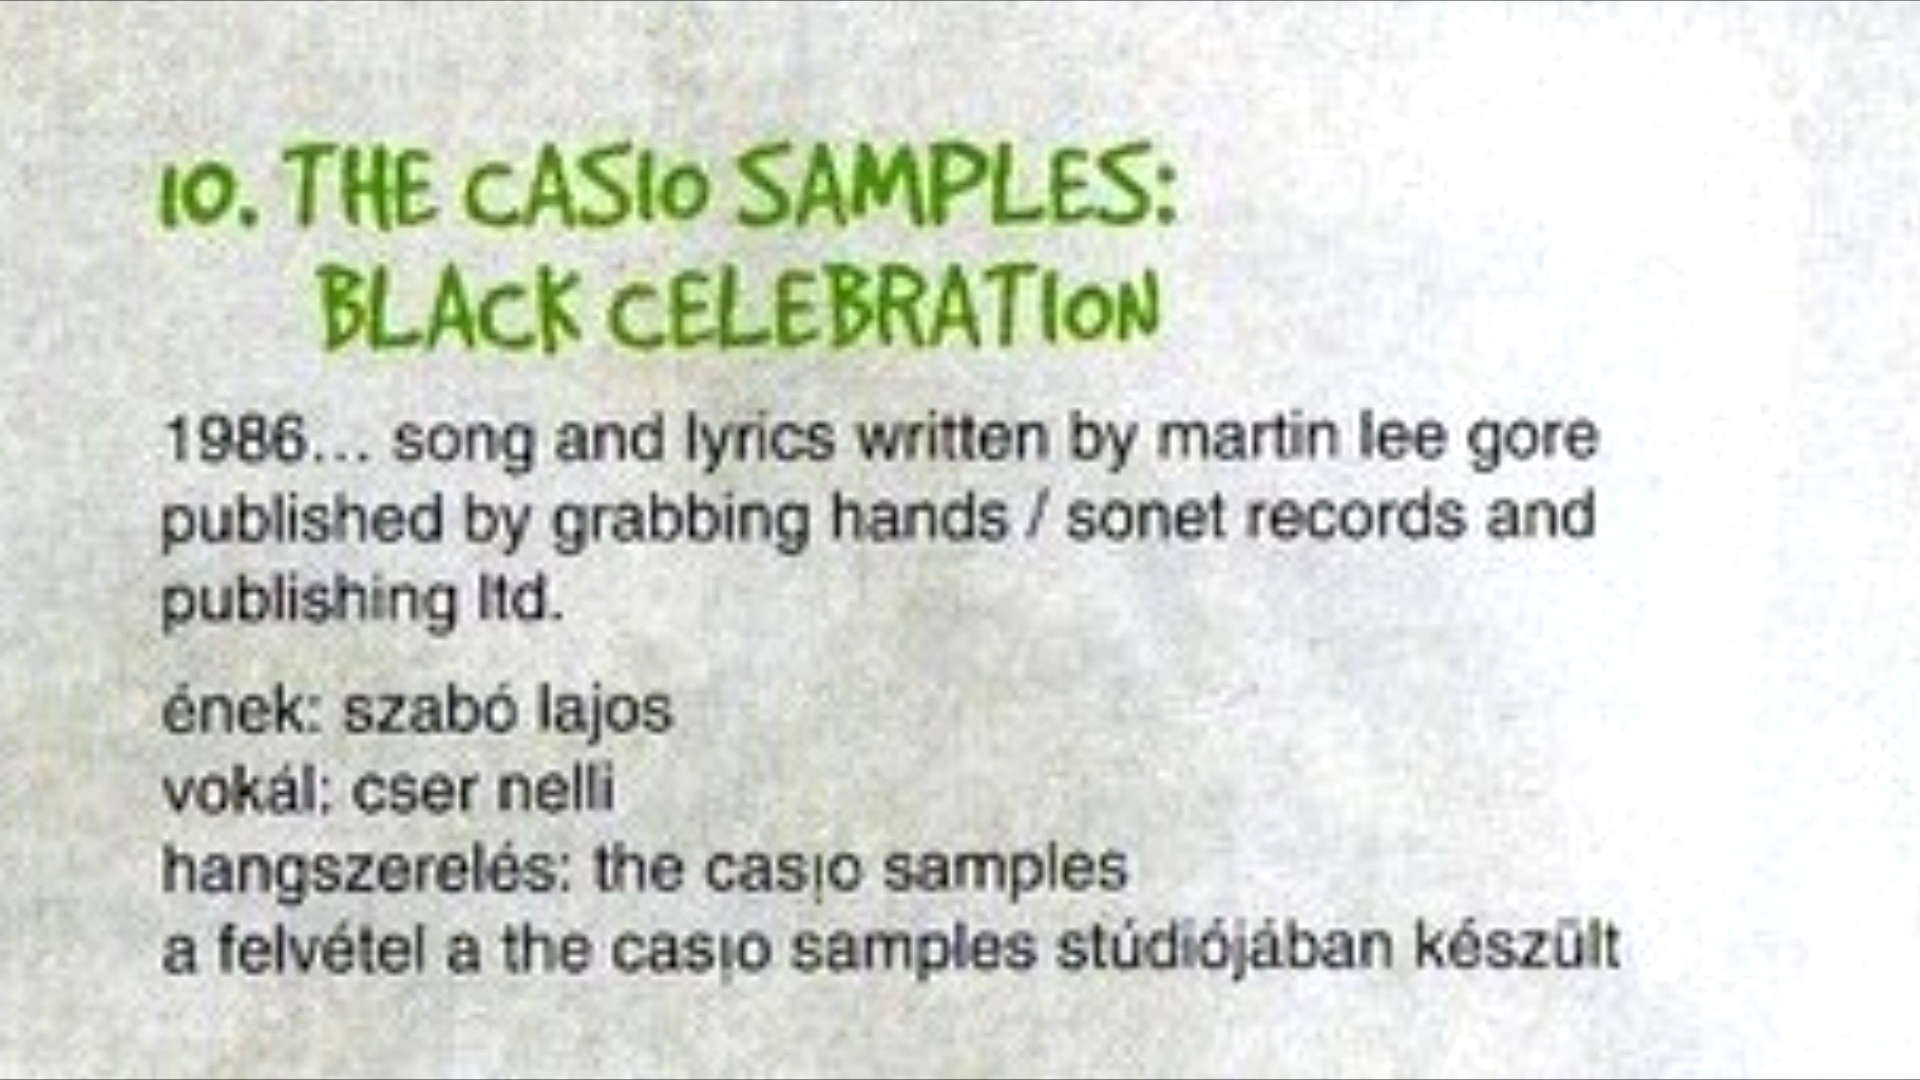 10. THE CASIO SAMPLES:
BLACK CELEBRATION
1986... song and lyrics written by martin lee gore
published by grabbing hands / sonet records and
publishing ltd.
ének: szabó lajos
vokál: cser nelli
hangszerelés: the cas¡o samples
a felvétel a the cas¡o samples stúdiójában készült